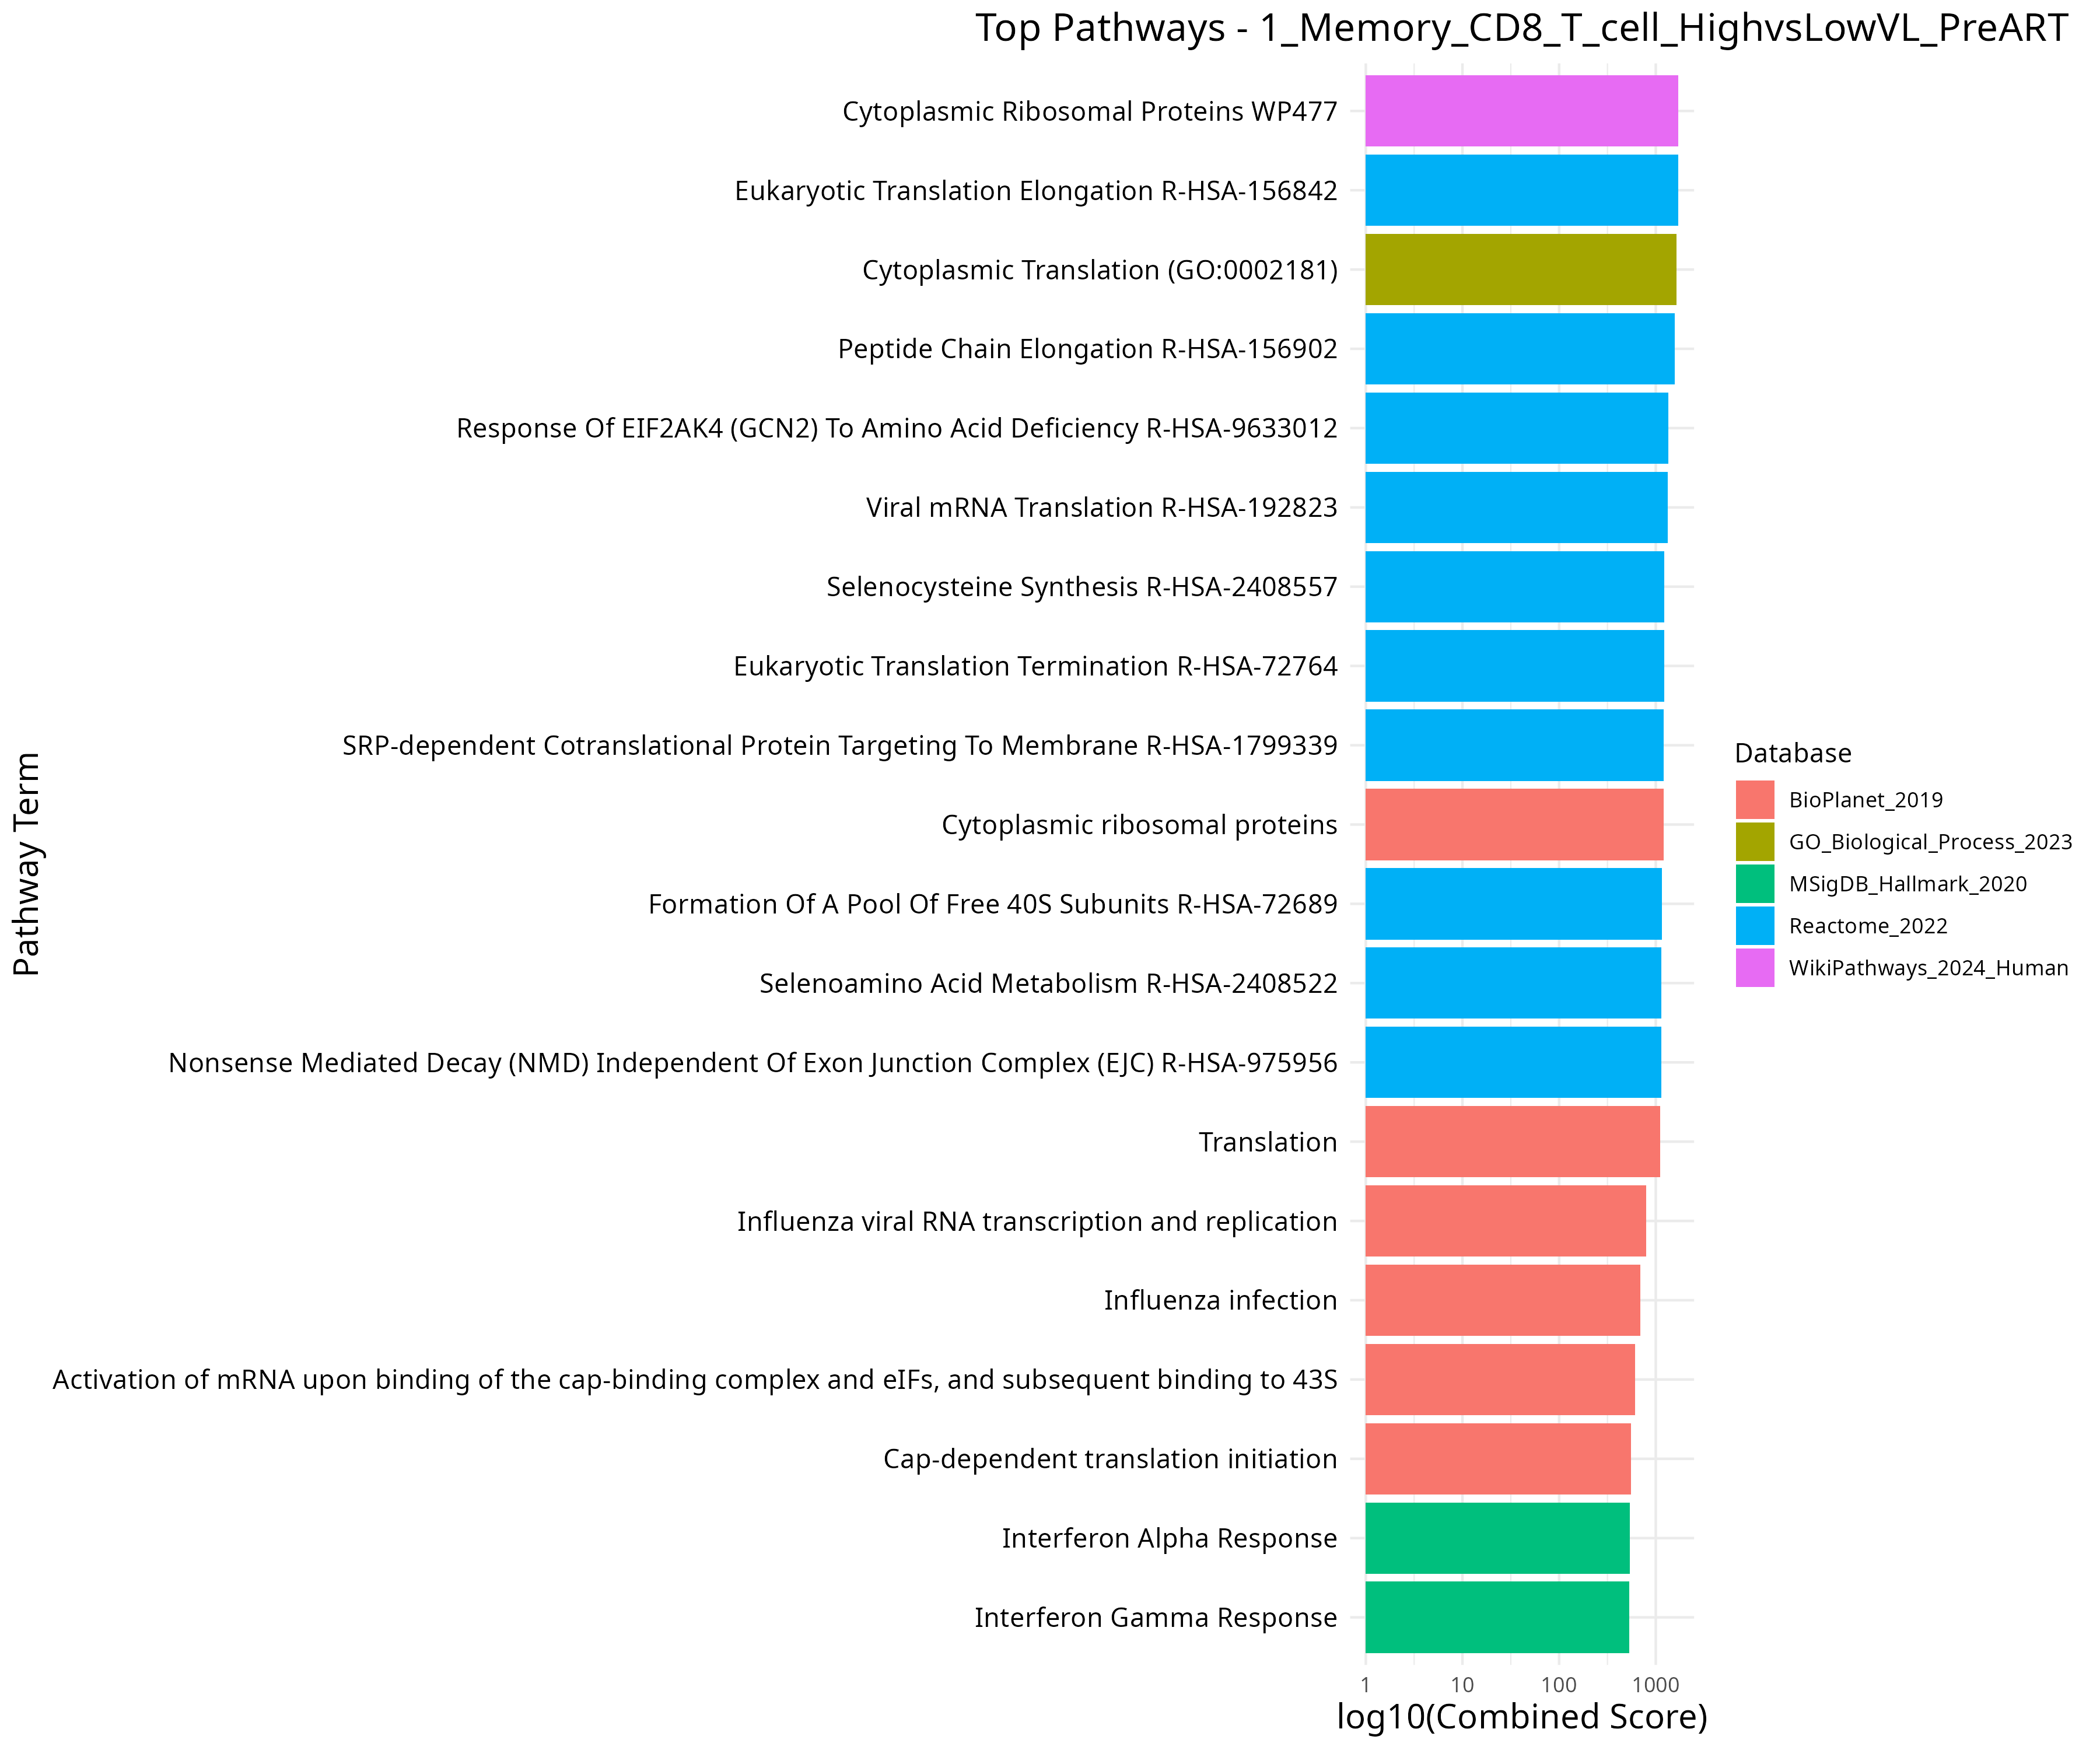 Top Pathways - 1_Memory_CD8_T_cell_HighvsLowVL_PreART
Cytoplasmic Ribosomal Proteins WP477
Eukaryotic Translation Elongation R-HSA-156842
Cytoplasmic Translation (GO:0002181)
Peptide Chain Elongation R-HSA-156902
Response Of EIF2AK4 (GCN2) To Amino Acid Deficiency R-HSA-9633012
Viral mRNA Translation R-HSA-192823
Selenocysteine Synthesis R-HSA-2408557
Eukaryotic Translation Termination R-HSA-72764
SRP-dependent Cotranslational Protein Targeting To Membrane R-HSA-1799339
Cytoplasmic ribosomal proteins
Formation Of A Pool Of Free 40S Subunits R-HSA-72689
Selenoamino Acid Metabolism R-HSA-2408522
Nonsense Mediated Decay (NMD) Independent Of Exon Junction Complex (EJC) R-HSA-975956
Translation
Influenza viral RNA transcription and replication
Influenza infection
Activation of mRNA upon binding of the cap-binding complex and eIFs, and subsequent binding to 43S
Cap-dependent translation initiation
Interferon Alpha Response
Interferon Gamma Response
Pathway Term
1 10 100 1000
log10(Combined Score)
Database
BioPlanet_2019
GO_Biological_Process_2023
MSigDB_Hallmark_2020
Reactome_2022
WikiPathways_2024_Human